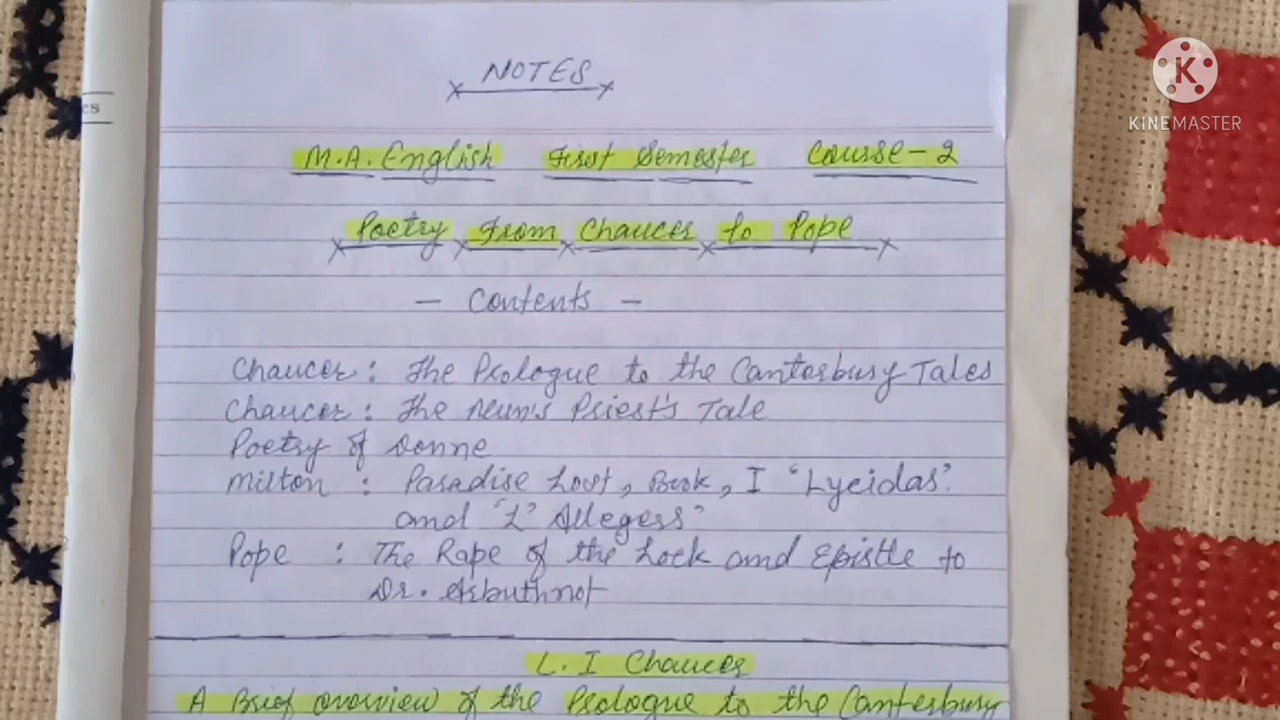 NOTES
M.A. English First Semester Course-2
Poetry From Chaucer to Pope
- Contents -
Chaucer: The Prologue to the Canterbury Tales
Chaucer: The Nun's Priest's Tale
Poetry of Donne
Milton : Paradise Lost, Book, I "Lycidas".
and "L' Allegers"
Pope : The Rape of the Lock and Epistle to
Dr. Arbuthnot
L. I Chaucer
A Brief overview of the Prologue to the Canterbury
es
K
KINEMASTER